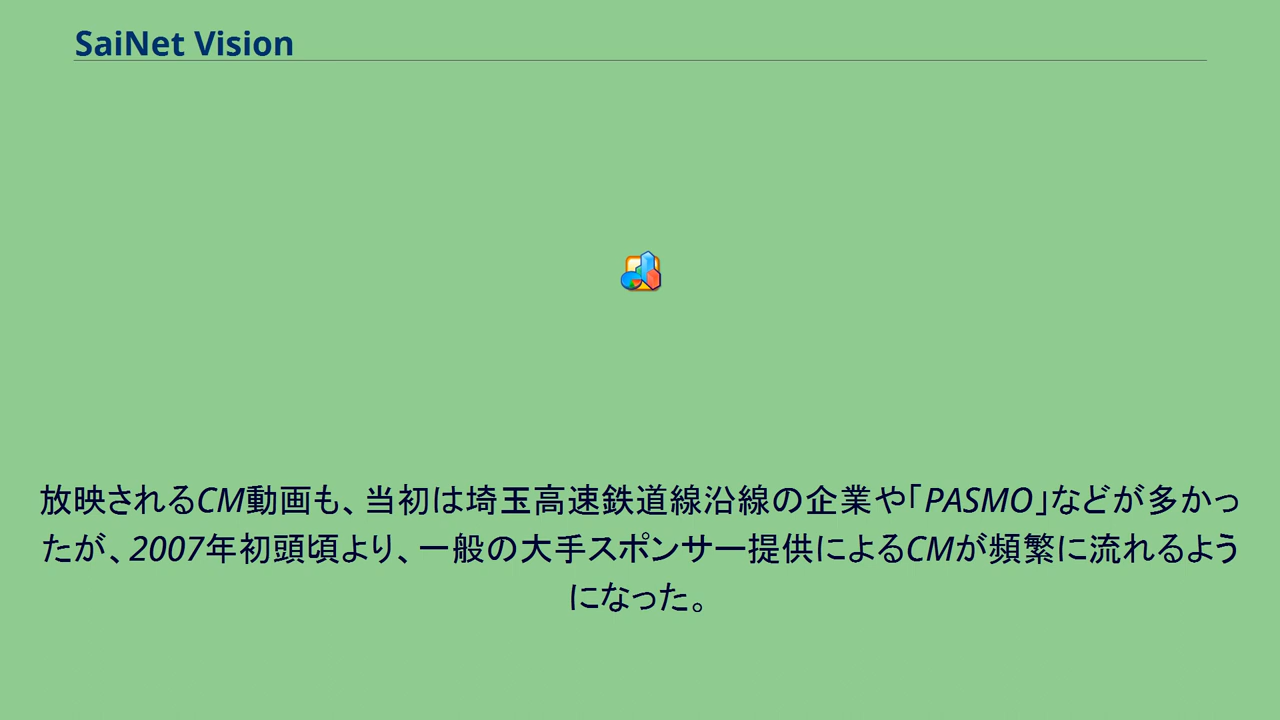 SaiNet Vision
放映されるCM動画も、当初は埼玉高速鉄道線沿線の企業や「PASMO」などが多かっ
たが、2007年初頭頃より、一般の大手スポンサー提供によるCMが頻繁に流れるよう
になった。